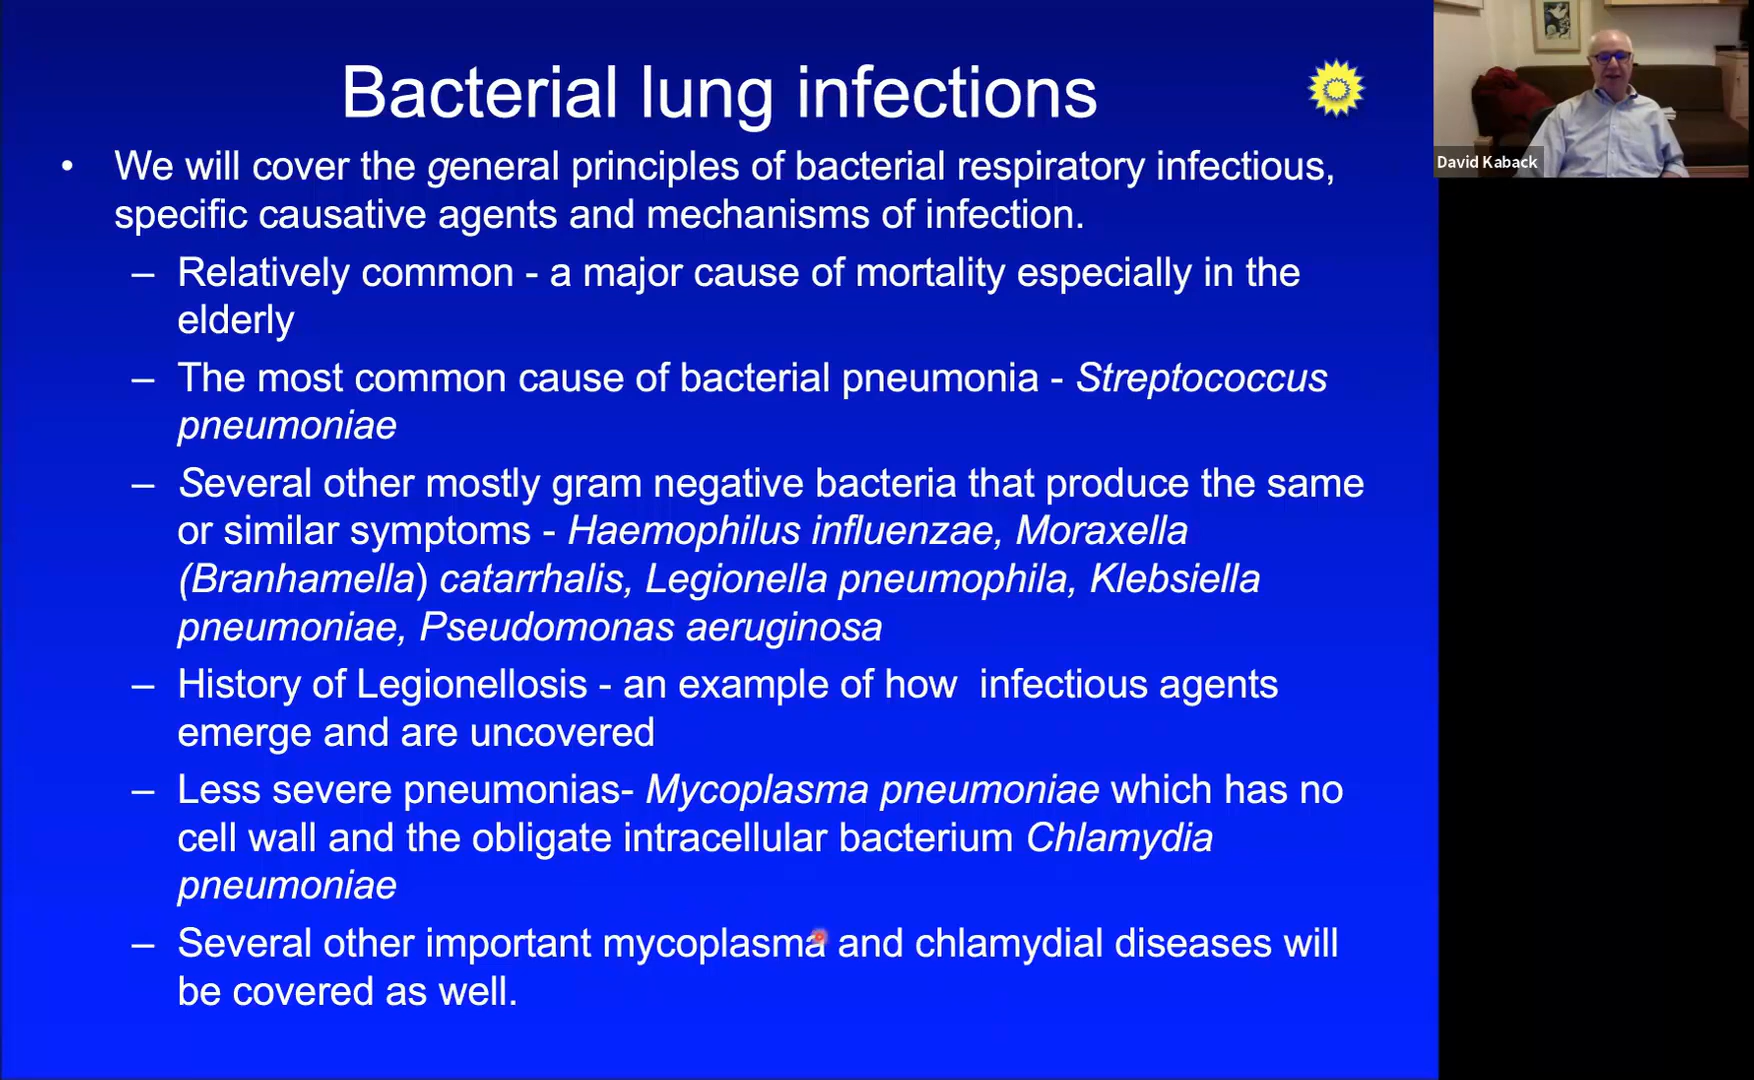 Bacterial lung infections
• We will cover the general principles of bacterial respiratory infectious,
specific causative agents and mechanisms of infection.
– Relatively common - a major cause of mortality especially in the
elderly
– The most common cause of bacterial pneumonia - Streptococcus
pneumoniae
– Several other mostly gram negative bacteria that produce the same
or similar symptoms - Haemophilus influenzae, Moraxella
(Branhamella) catarrhalis, Legionella pneumophila, Klebsiella
pneumoniae, Pseudomonas aeruginosa
– History of Legionellosis - an example of how  infectious agents
emerge and are uncovered
– Less severe pneumonias- Mycoplasma pneumoniae which has no
cell wall and the obligate intracellular bacterium Chlamydia
pneumoniae
– Several other important mycoplasma and chlamydial diseases will
be covered as well.
David Kaback